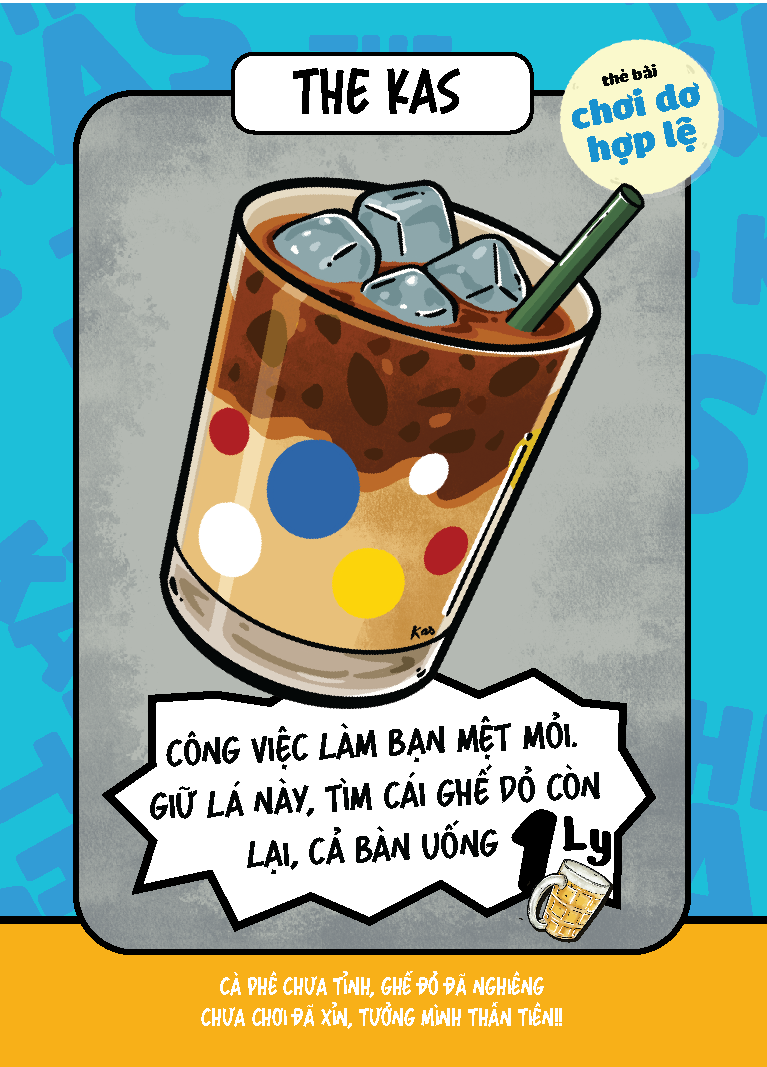 THE KAS
thẻ bài
chơi dơ
hợp lệ
Kas
CÔNG VIỆC LÀM BẠN MỆT MỎI.
GIỮ LÁ NÀY, TÌM CÁI GHẾ DỎ CÒN
LẠI, CẢ BÀN UỐNG 1 Ly
CÀ PHÊ CHƯA TỈNH, GHẾ ĐỎ ĐÃ NGHIÊNG
CHƯA CHƠI ĐÃ XỈN, TƯỞNG MÌNH THẦN TIÊN!!